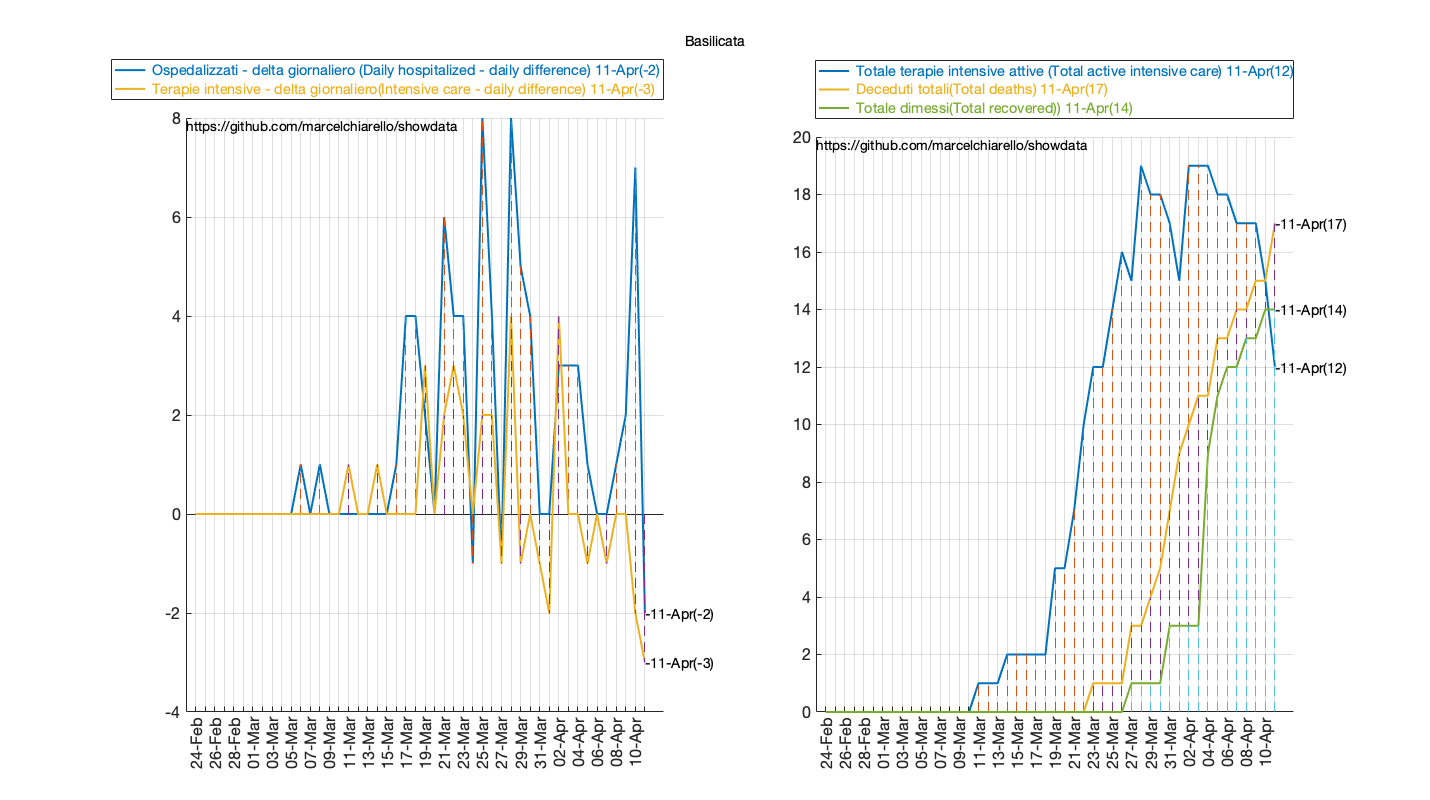 Basilicata
Ospedalizzati - delta giornaliero (Daily hospitalized - daily difference) 11-Apr(-2)
Terapie intensive - delta giornaliero(Intensive care - daily difference) 11-Apr(-3)
https://github.com/marcelchiarello/showdata
8
6
4
2
0
-2
-4
-11-Apr(-2)
-11-Apr(-3)
24-Feb
26-Feb
28-Feb
01-Mar
03-Mar
05-Mar
07-Mar
09-Mar
11-Mar
13-Mar
15-Mar
17-Mar
19-Mar
21-Mar
23-Mar
25-Mar
27-Mar
29-Mar
31-Mar
02-Apr
04-Apr
06-Apr
08-Apr
10-Apr
Totale terapie intensive attive (Total active intensive care) 11-Apr(12)
Deceduti totali(Total deaths) 11-Apr(17)
Totale dimessi(Total recovered)) 11-Apr(14)
https://github.com/marcelchiarello/showdata
20
18
16
14
12
10
8
6
4
2
0
-11-Apr(17)
-11-Apr(14)
-11-Apr(12)
24-Feb
26-Feb
28-Feb
01-Mar
03-Mar
05-Mar
07-Mar
09-Mar
11-Mar
13-Mar
15-Mar
17-Mar
19-Mar
21-Mar
23-Mar
25-Mar
27-Mar
29-Mar
31-Mar
02-Apr
04-Apr
06-Apr
08-Apr
10-Apr